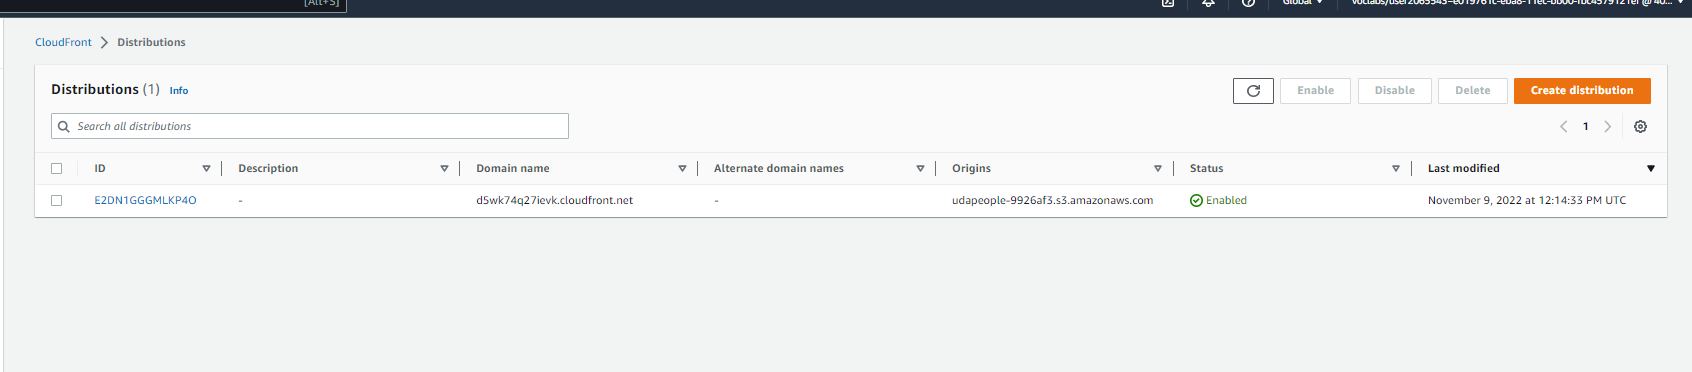 [Alt+S]
Global
CloudFront > Distributions
Distributions (1) Info
Enable
Disable
Delete
Create distribution
Search all distributions
1
ID
Description
Domain name
Alternate domain names
Origins
Status
Last modified
E2DN1GGGMLKP4O
-
d5wk74q27ievk.cloudfront.net
-
udapeople-9926af3.s3.amazonaws.com
Enabled
November 9, 2022 at 12:14:33 PM UTC